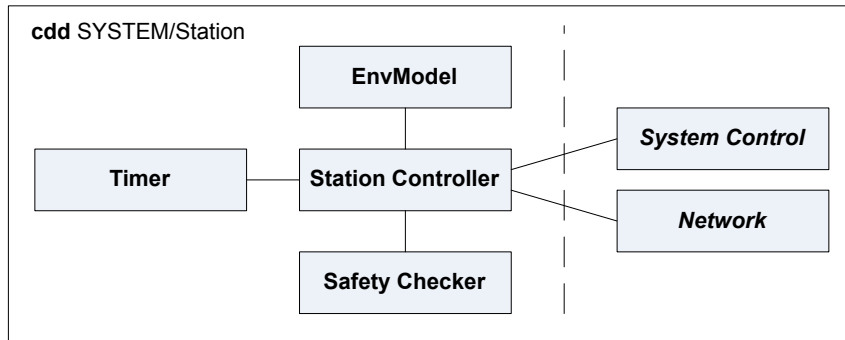 cdd SYSTEM/Station
EnvModel
System Control
Timer
Station Controller
Network
Safety Checker